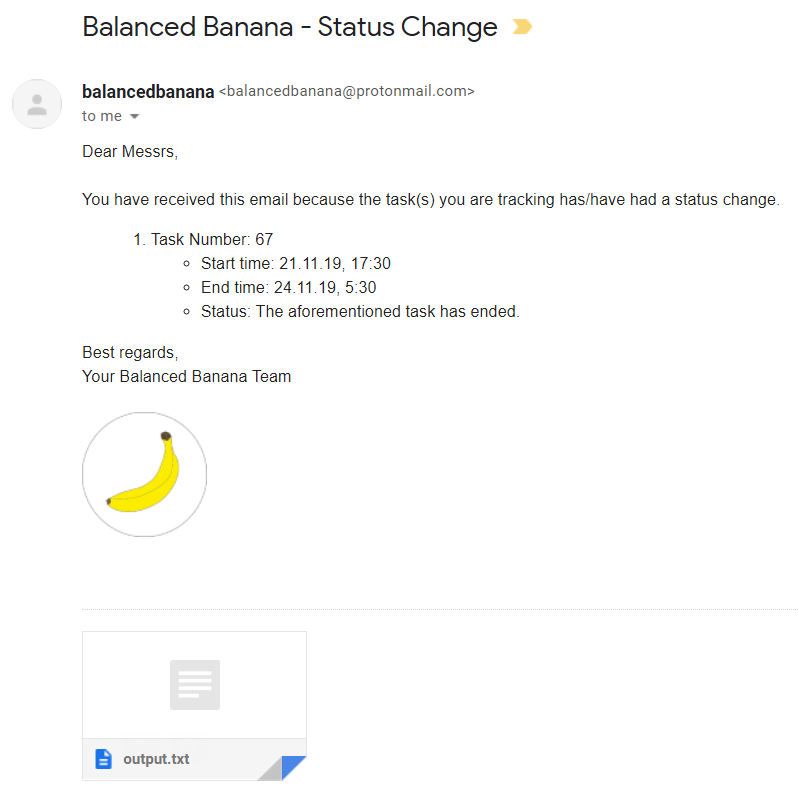 Balanced Banana - Status Change
balancedbanana <balancedbanana@protonmail.com>
to me
Dear Messrs,
You have received this email because the task(s) you are tracking has/have had a status change.
1. Task Number: 67
Start time: 21.11.19, 17:30
End time: 24.11.19, 5:30
Status: The aforementioned task has ended.
Best regards,
Your Balanced Banana Team
output.txt